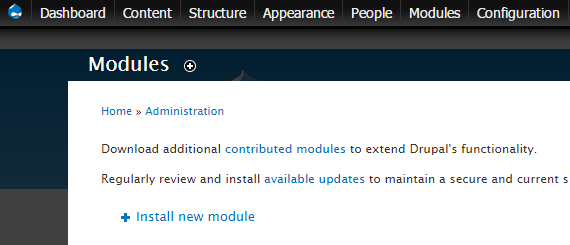 Dashboard Content Structure Appearance People Modules Configuration
Modules
Home » Administration
Download additional contributed modules to extend Drupal's functionality.
Regularly review and install available updates to maintain a secure and current s
Install new module